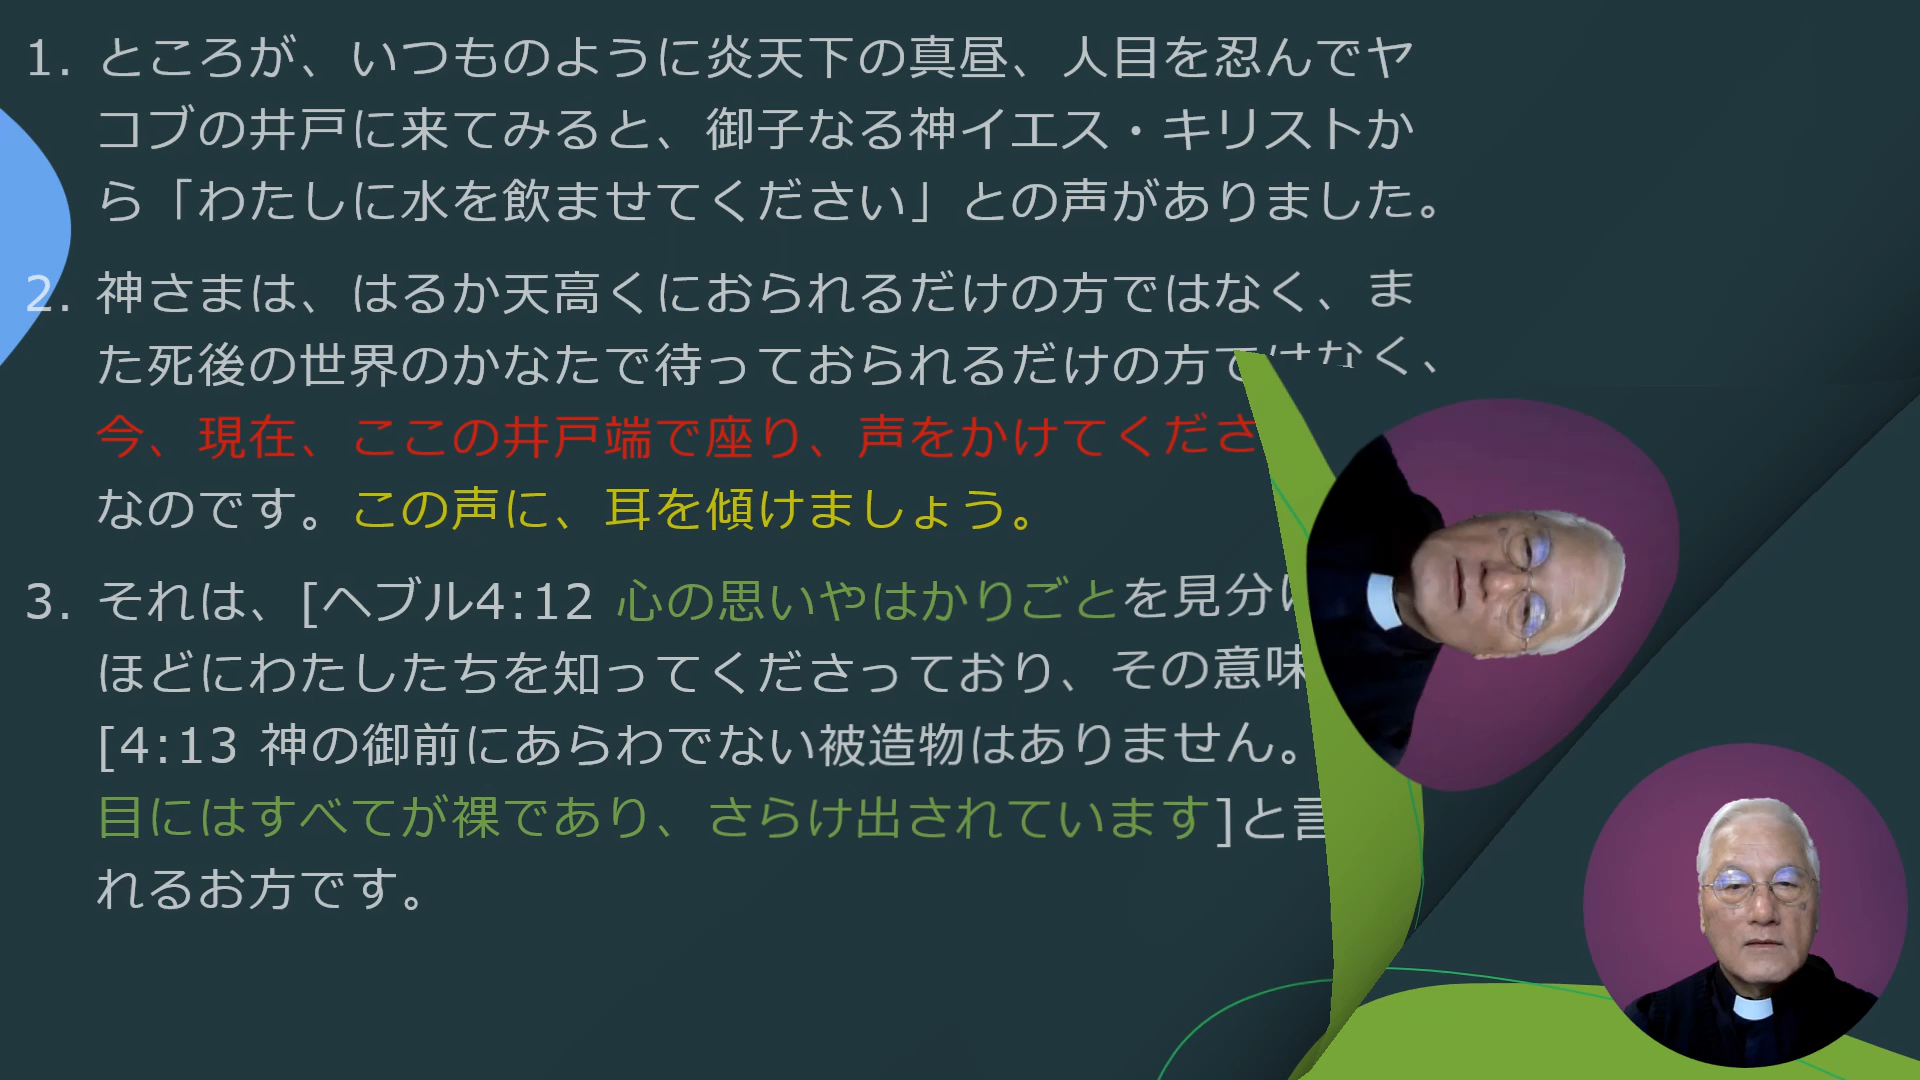 1. ところが、いつものように炎天下の真昼、人目を忍んでヤ
コブの井戸に来てみると、御子なる神イエス・キリストか
ら「わたしに水を飲ませてください」との声がありました。
2. 神さまは、はるか天高くにおられるだけの方ではなく、ま
た死後の世界のかなたで待っておられるだけの方ではなく、
今、現在、ここの井戸端で座り、声をかけてくださ
なのです。この声に、耳を傾けましょう。
3. それは、[ヘブル4:12 心の思いやはかりごとを見分
ほどにわたしたちを知ってくださっており、その意味
[4:13 神の御前にあらわでない被造物はありません。
目にはすべてが裸であり、さらけ出されています]と言
れるお方です。